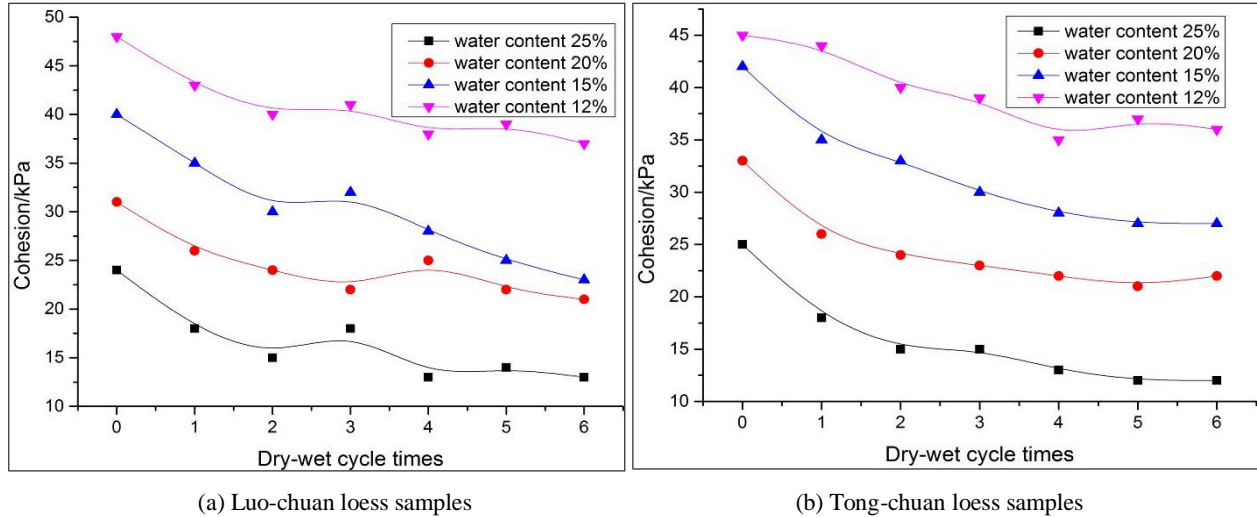 50
45
40
35
30
25
20
15
10
Cohesion/kPa
0 1 2 3 4 5 6
Dry-wet cycle times
water content 25%
water content 20%
water content 15%
water content 12%
(a) Luo-chuan loess samples
45
40
35
30
25
20
15
10
Cohesion/kPa
0 1 2 3 4 5 6
Dry-wet cycle times
water content 25%
water content 20%
water content 15%
water content 12%
(b) Tong-chuan loess samples